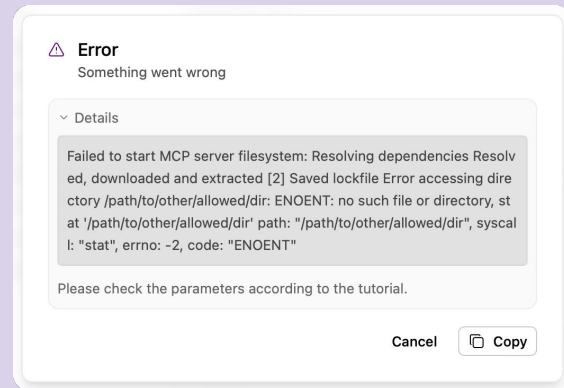 Error
Something went wrong
Details
Failed to start MCP server filesystem: Resolving dependencies Resolv
ed, downloaded and extracted [2] Saved lockfile Error accessing dire
ctory /path/to/other/allowed/dir: ENOENT: no such file or directory, st
at '/path/to/other/allowed/dir' path: "/path/to/other/allowed/dir", syscal
l: "stat", errno: -2, code: "ENOENT"
Please check the parameters according to the tutorial.
Cancel Copy